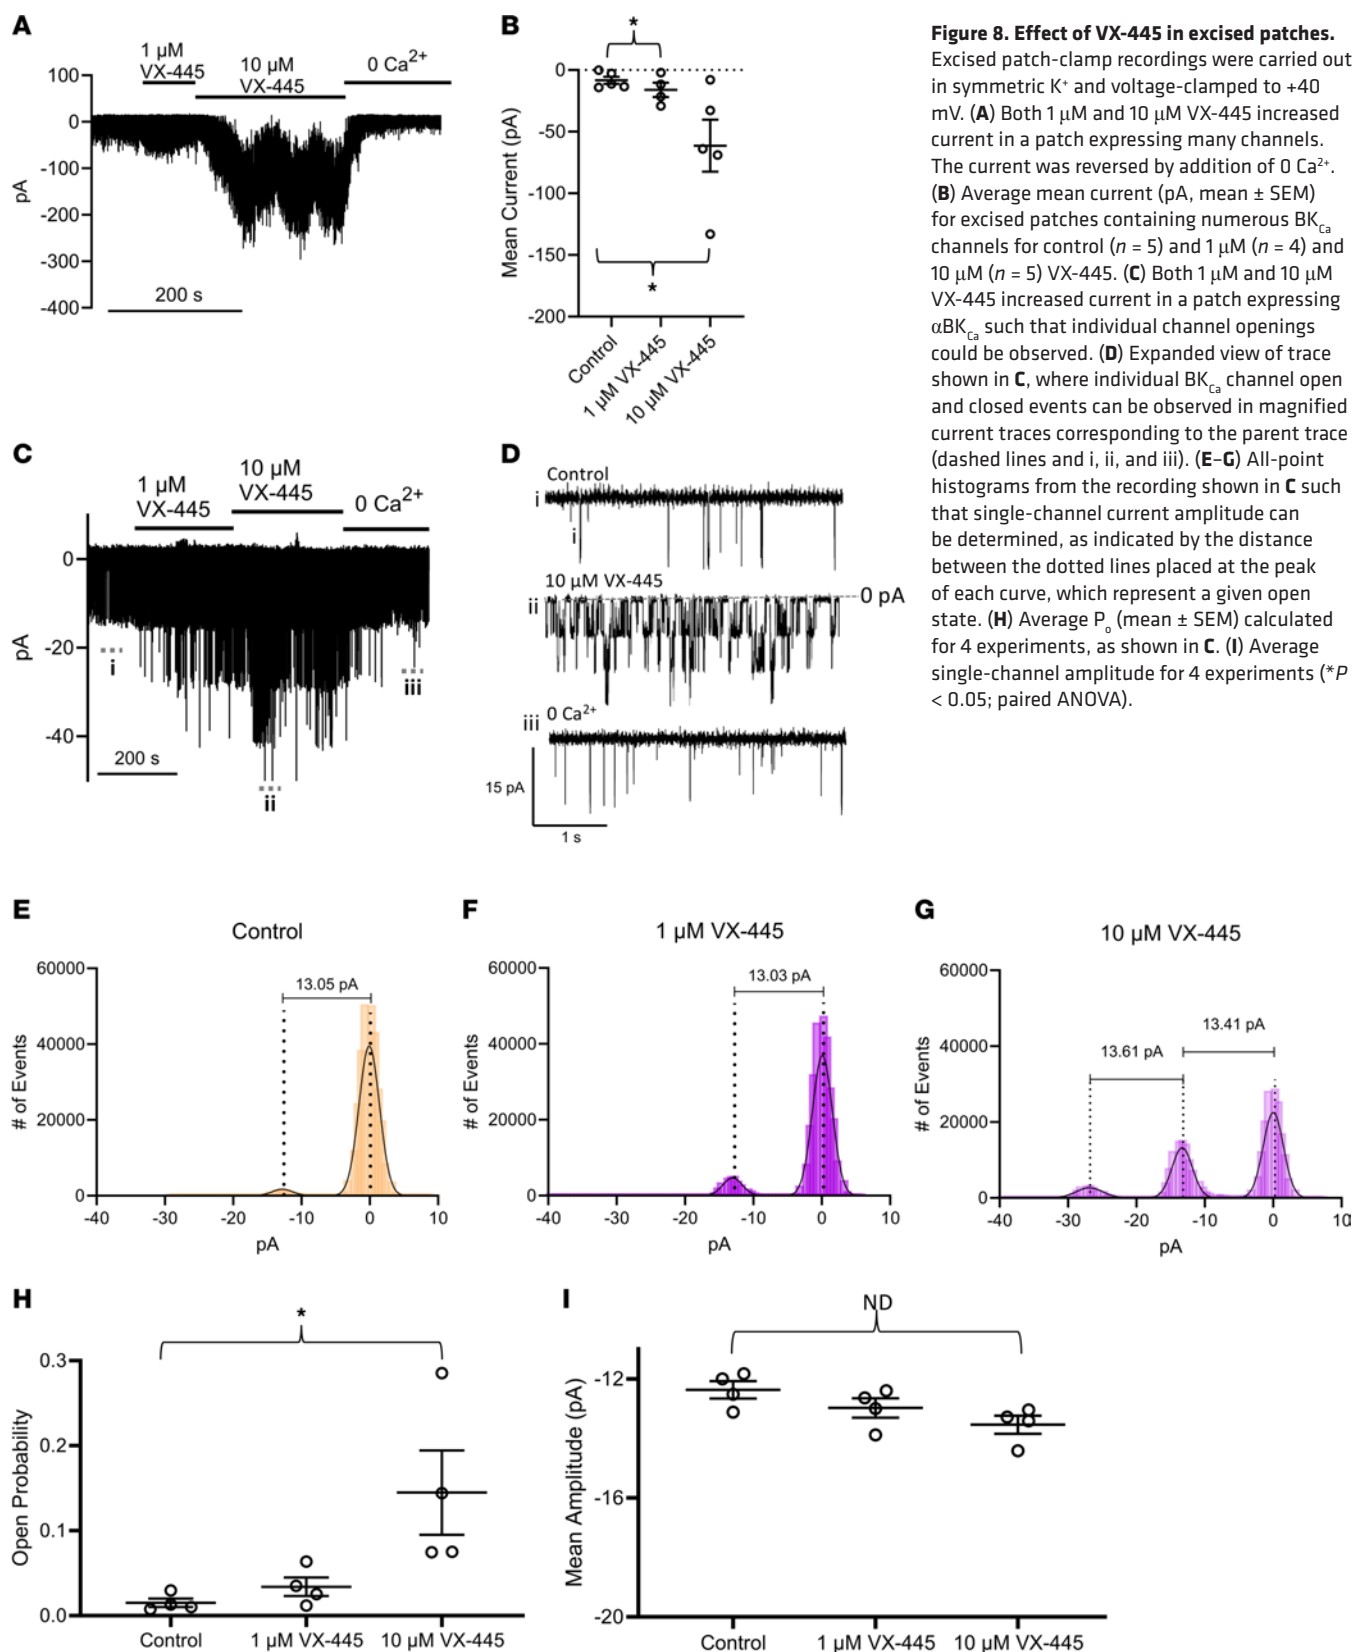 A
1 µM
VX-445
10 µM
VX-445
0 Ca²⁺
100
0
-100
-200
-300
-400
pA
200 s
B
*
0
-50
-100
-150
-200
Mean Current (pA)
*
Control
1 µM VX-445
10 µM VX-445
Figure 8. Effect of VX-445 in excised patches.
Excised patch-clamp recordings were carried out
in symmetric K⁺ and voltage-clamped to +40
mV. (A) Both 1 µM and 10 µM VX-445 increased
current in a patch expressing many channels.
The current was reversed by addition of 0 Ca²⁺.
(B) Average mean current (pA, mean ± SEM)
for excised patches containing numerous BKCa
channels for control (n = 5) and 1 µM (n = 4) and
10 µM (n = 5) VX-445. (C) Both 1 µM and 10 µM
VX-445 increased current in a patch expressing
αBKCa such that individual channel openings
could be observed. (D) Expanded view of trace
shown in C, where individual BKCa channel open
and closed events can be observed in magnified
current traces corresponding to the parent trace
(dashed lines and i, ii, and iii). (E–G) All-point
histograms from the recording shown in C such
that single-channel current amplitude can
be determined, as indicated by the distance
between the dotted lines placed at the peak
of each curve, which represent a given open
state. (H) Average Po (mean ± SEM) calculated
for 4 experiments, as shown in C. (I) Average
single-channel amplitude for 4 experiments (*P
< 0.05; paired ANOVA).
C
1 µM
VX-445
10 µM
VX-445
0 Ca²⁺
0
-20
-40
pA
i
ii
iii
200 s
D
Control
i
i
10 µM VX-445
ii
0 pA
iii 0 Ca²⁺
15 pA
1 s
E
Control
60000
40000
20000
0
# of Events
13.05 pA
-40 -30 -20 -10 0 10
pA
F
1 µM VX-445
60000
40000
20000
0
# of Events
13.03 pA
-40 -30 -20 -10 0 10
pA
G
10 µM VX-445
60000
40000
20000
0
# of Events
13.41 pA
13.61 pA
-40 -30 -20 -10 0 10
pA
H
*
0.3
0.2
0.1
0.0
Open Probability
Control 1 µM VX-445 10 µM VX-445
I
ND
-12
-16
-20
Mean Amplitude (pA)
Control 1 µM VX-445 10 µM VX-445